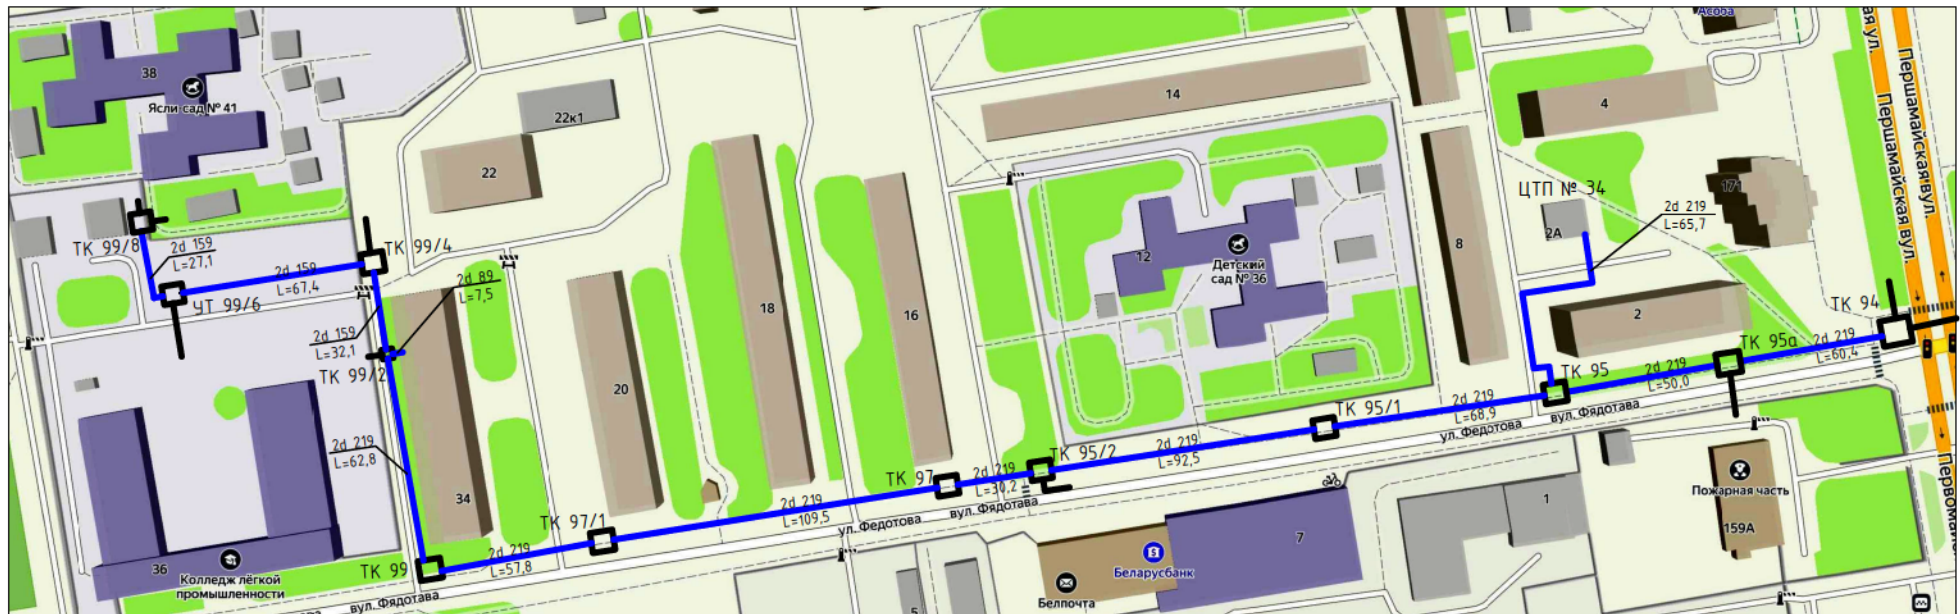 38
Ясли-сад № 41
22к1
22
14
4
Асоба
ая ул.
Першамайская вул.
Першамайская вул.
Першамайская вул.
ЦТП № 34
171
2А
2d 219
L=65,7
ТК 99/8
2d 159
L=27,1
ТК 99/4
2d 159
L=67,4
УТ 99/6
2d 89
L=7,5
2d 159
L=32,1
ТК 99/2
12
Детский
сад № 36
8
18
16
2
ТК 94
ТК 95а
2d 219
L=60,4
ТК 95
2d 219
L=50,0
вул. Фядотава
20
ТК 95/1
2d 219
L=68,9
ул. Федотова
2d 219
L=62,8
34
ТК 95/2
2d 219
L=92,5
ТК 97
2d 219
L=30,2
вул. Фядотава
ул. Федотова
2d 219
L=109,5
ТК 97/1
2d 219
L=57,8
ТК 99
вул. Фядотава
36
Колледж лёгкой
промышленности
7
Беларусбанк
Белпочта
1
5
Пожарная часть
159А
Первомай